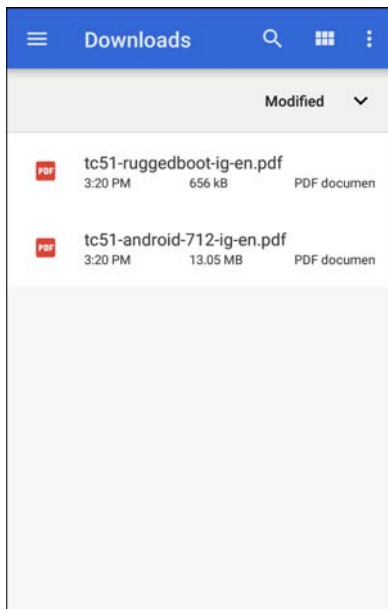 Downloads
Modified
PDF
tc51-ruggedboot-ig-en.pdf
3:20 PM 656 kB PDF documen
PDF
tc51-android-712-ig-en.pdf
3:20 PM 13.05 MB PDF documen